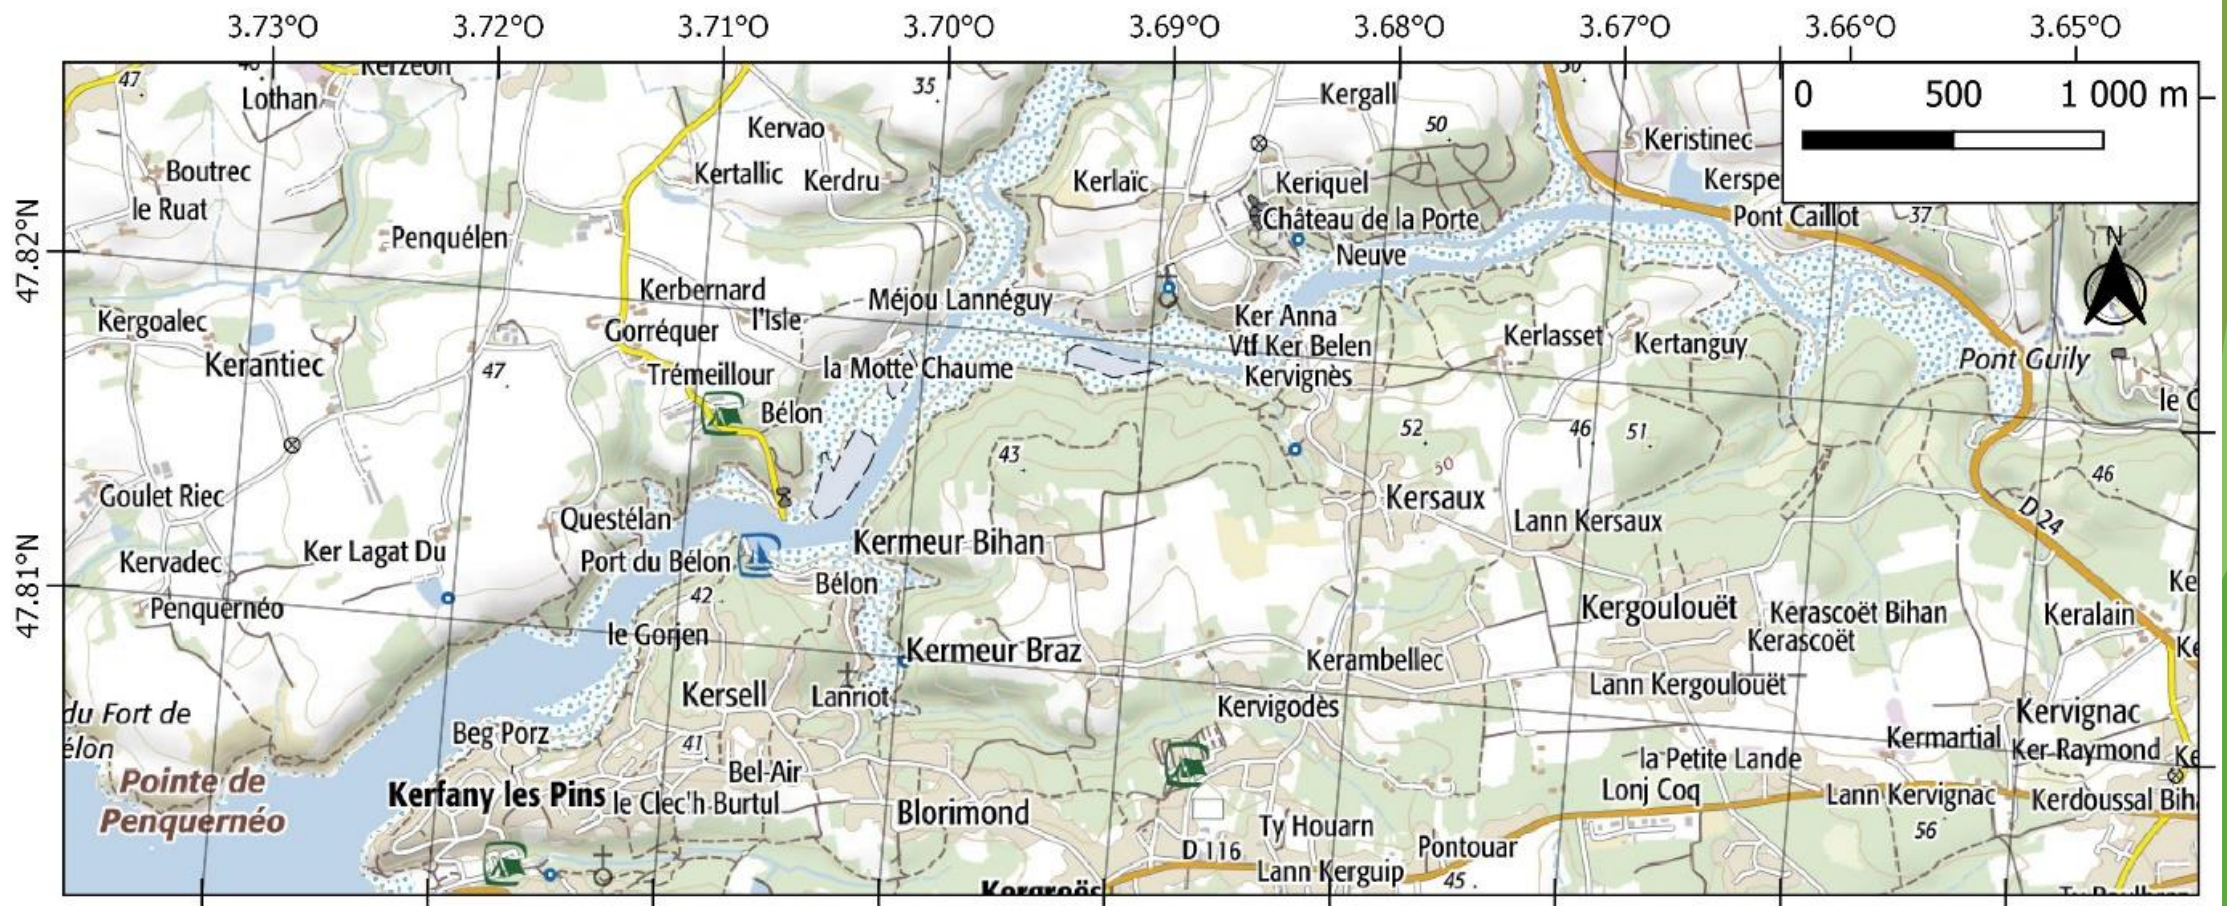 3.73°O 3.72°O 3.71°O 3.70°O 3.69°O 3.68°O 3.67°O 3.66°O 3.65°O
47.82°N
47.81°N
0 500 1 000 m
N
47
Kerzéon
Lothan
35
Kergall
50
Kervao
Keristinec
Boutrec
Kertallic
Kerdru
Kerlaïc
Keriquel
Kerspe
le Ruat
Château de la Porte
Neuve
Pont Caillot
37
Penquélen
Kerbernard
l'Isle
Méjou Lannéguy
Kergoalec
Gorréquer
Ker Anna
Vtf Ker Belen
Kervignès
Kerlasset
Kertanguy
Pont Guily
Kerantiec
47
Trémeillour
la Motte Chaume
le C
Bélon
52
46
51
43
50
46
Goulet Riec
Kersaux
Questélan
Lann Kersaux
D 24
Kervadec
Ker Lagat Du
Port du Bélon
Kermeur Bihan
Bélon
Ke
Penquernéo
42
Kergoulouët
Kerascoët Bihan
Keralain
le Gorjen
Kerascoët
Kermeur Braz
Kerambellec
Ke
Kersell
Lanriot
Lann Kergoulouët
du Fort de
élon
Kervigodès
Kervignac
Beg Porz
41
Kermartial
Ker-Raymond
Ke
Pointe de
Penquernéo
Bel-Air
la Petite Lande
Kerfany les Pins
le Clec'h Burtul
Lonj Coq
Lann Kervignac
Kerdoussal Biha
Blorimond
Ty Houarn
56
D 116
Pontouar
Lann Kerguip
45
Kergroës